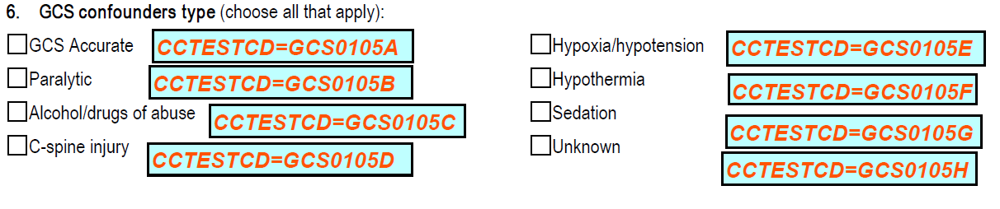 6. GCS confounders type (choose all that apply):
GCS Accurate CCTESTCD=GCS0105A
Paralytic CCTESTCD=GCS0105B
Alcohol/drugs of abuse CCTESTCD=GCS0105C
C-spine injury CCTESTCD=GCS0105D
Hypoxia/hypotension CCTESTCD=GCS0105E
Hypothermia CCTESTCD=GCS0105F
Sedation CCTESTCD=GCS0105G
Unknown CCTESTCD=GCS0105H